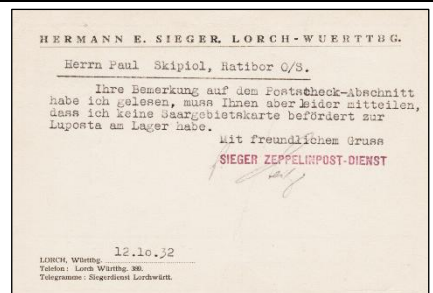 HERMANN E. SIEGER, LORCH-WUERTTBG.
Herrn Paul Skipiol, Ratibor O/S.
Ihre Bemerkung auf dem Postscheck-Abschnitt
habe ich gelesen, muss Ihnen aber leider mitteilen,
dass ich keine Saargebietskarte befördert zur
Luposta am Lager habe.
Mit freundlichem Gruss
SIEGER ZEPPELINPOST-DIENST
12.10.32
LORCH, Württbg.
Telefon: Lorch Württbg. 389.
Telegramme: Siegerdienst Lorchwürtt.